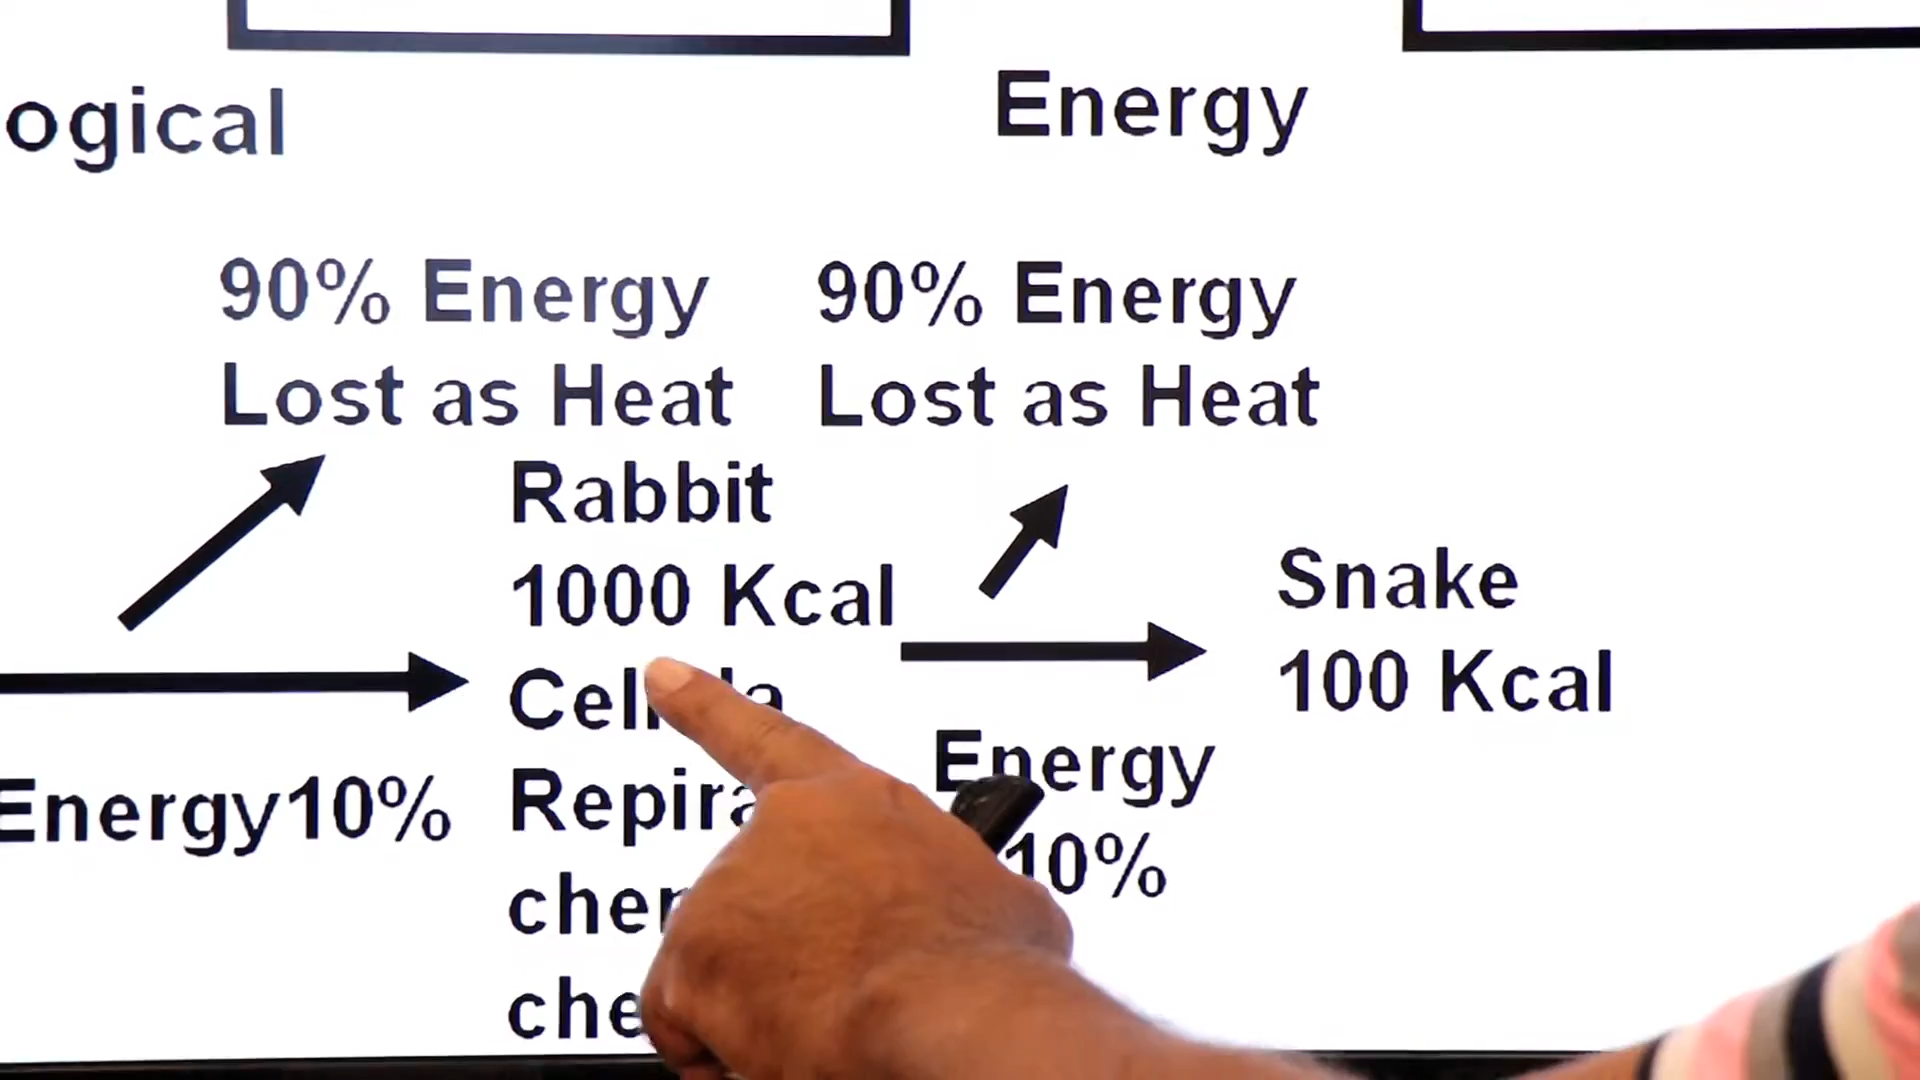 ogical
Energy
90% Energy
Lost as Heat
90% Energy
Lost as Heat
Rabbit
1000 Kcal
Snake
100 Kcal
Energy10%
Energy
10%